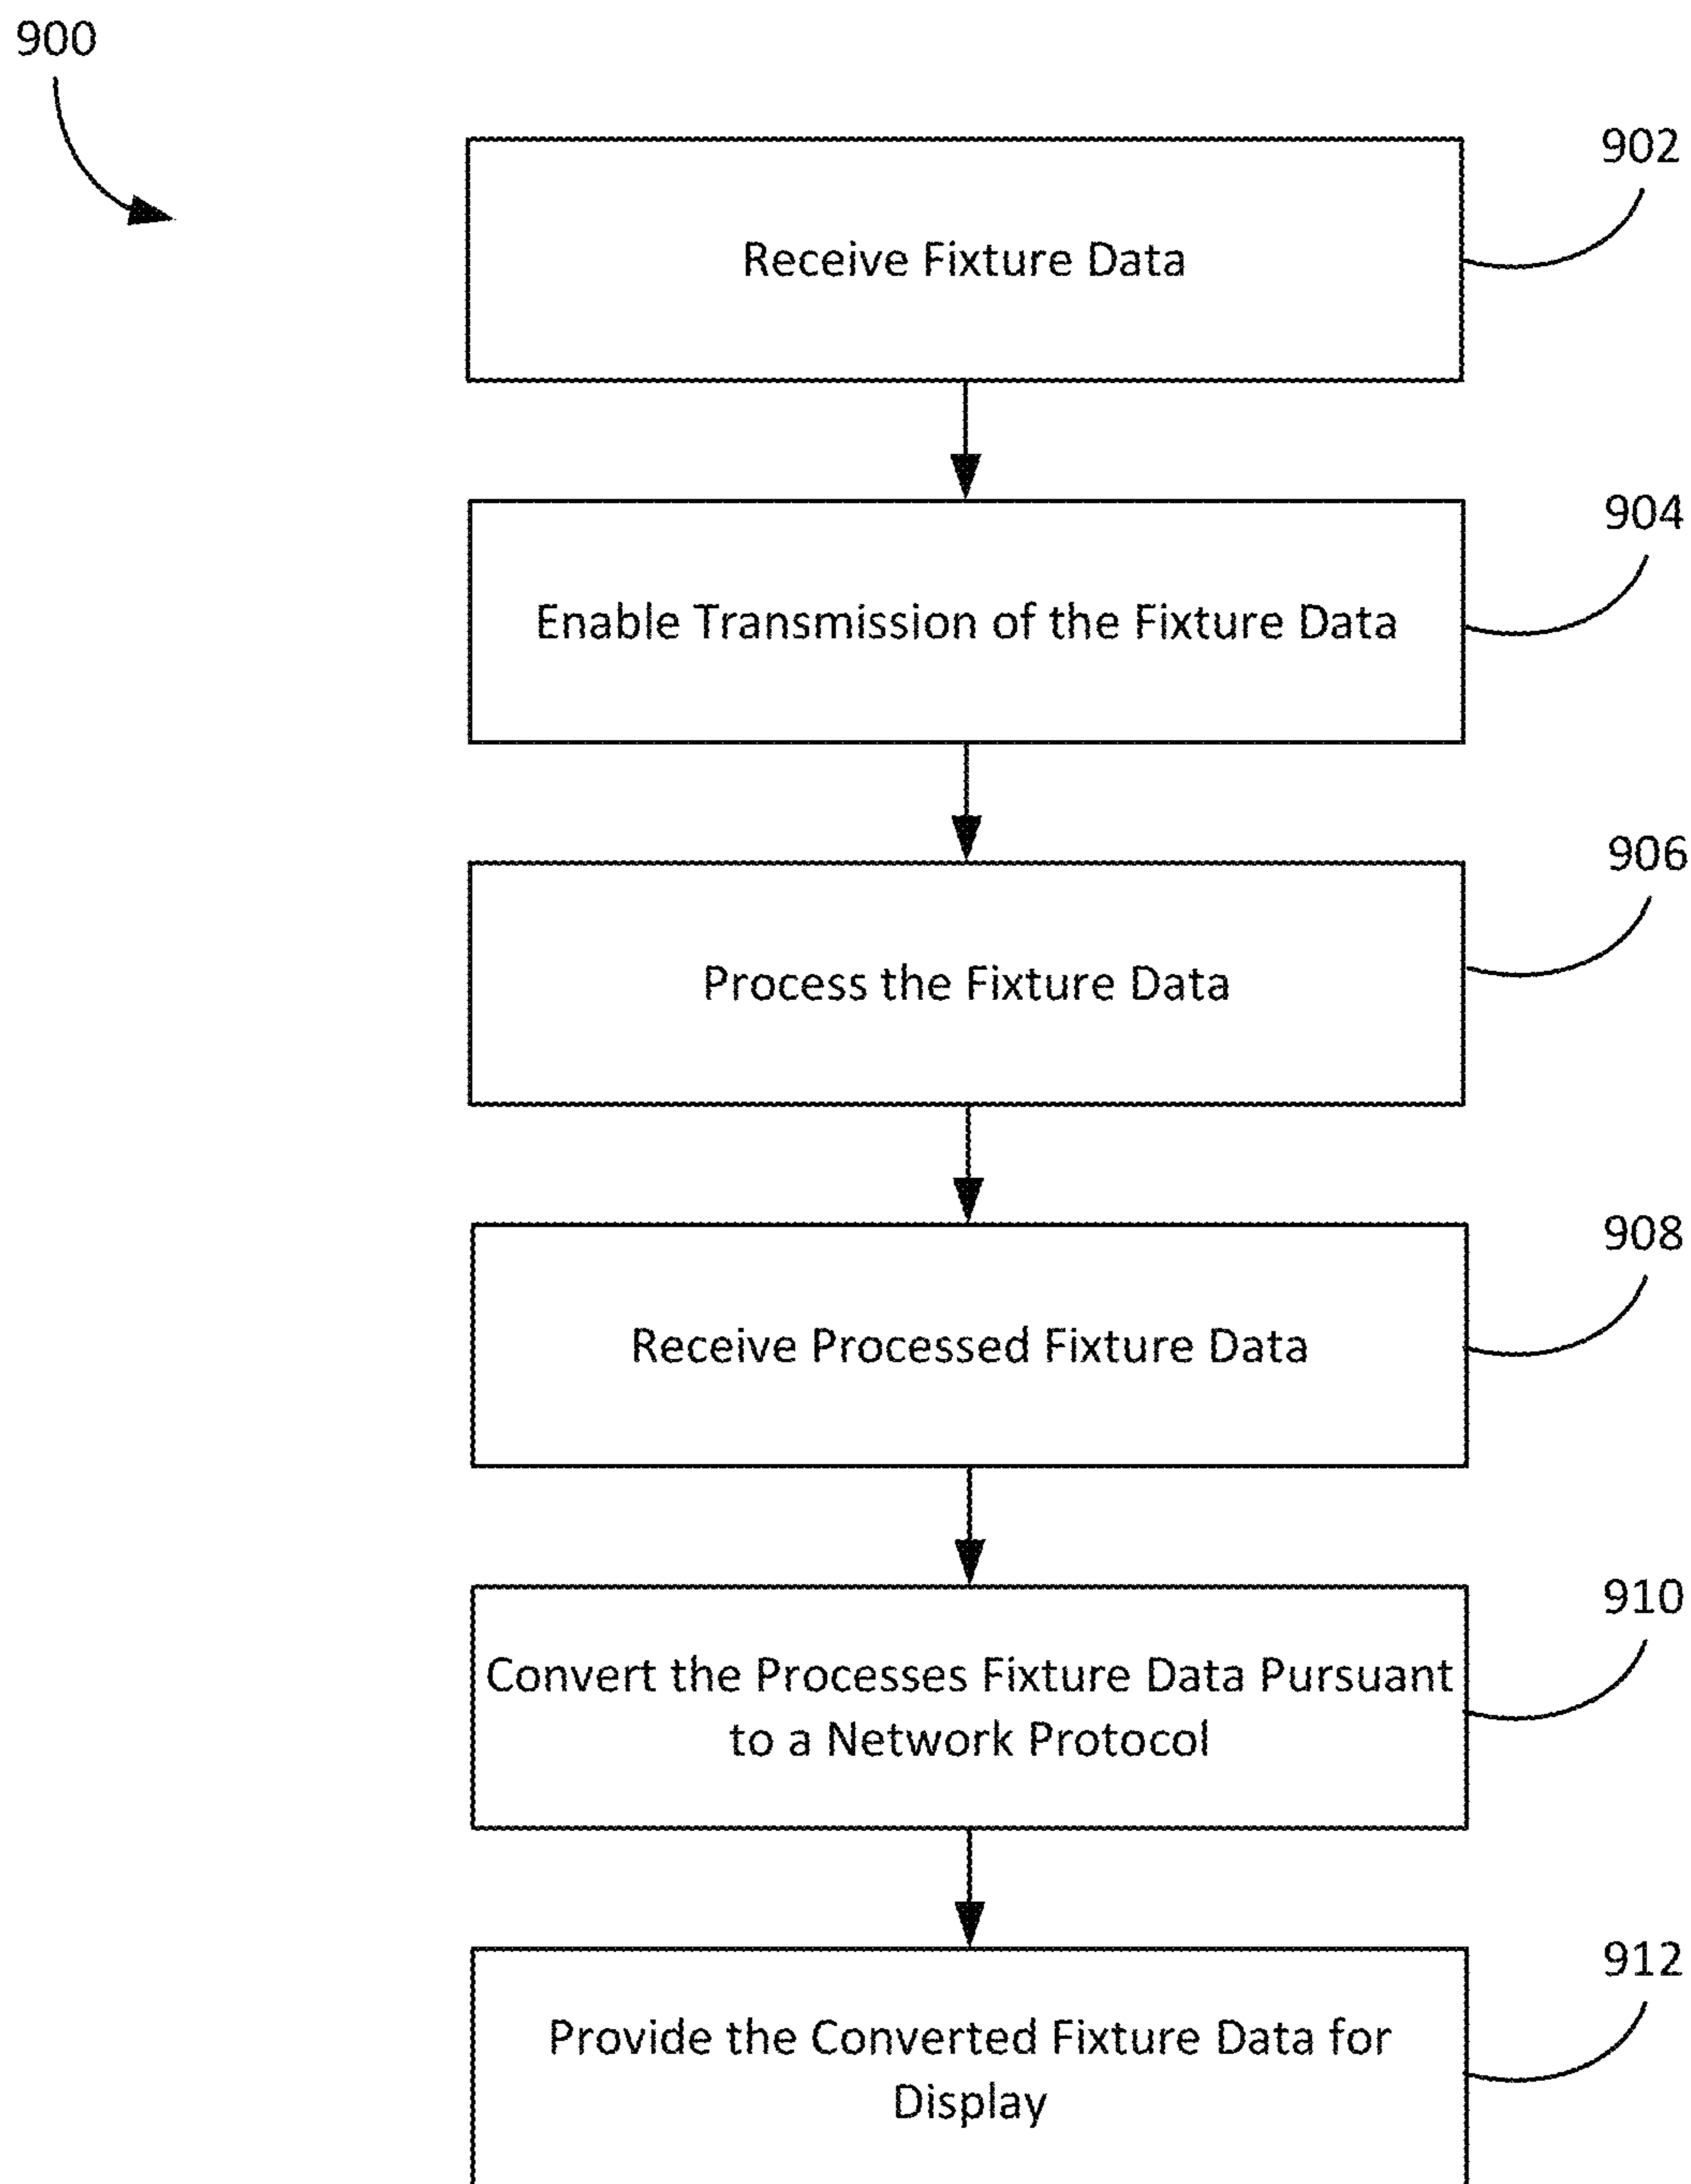 900
902
Receive Fixture Data
904
Enable Transmission of the Fixture Data
906
Process the Fixture Data
908
Receive Processed Fixture Data
910
Convert the Processes Fixture Data Pursuant
to a Network Protocol
912
Provide the Converted Fixture Data for
Display